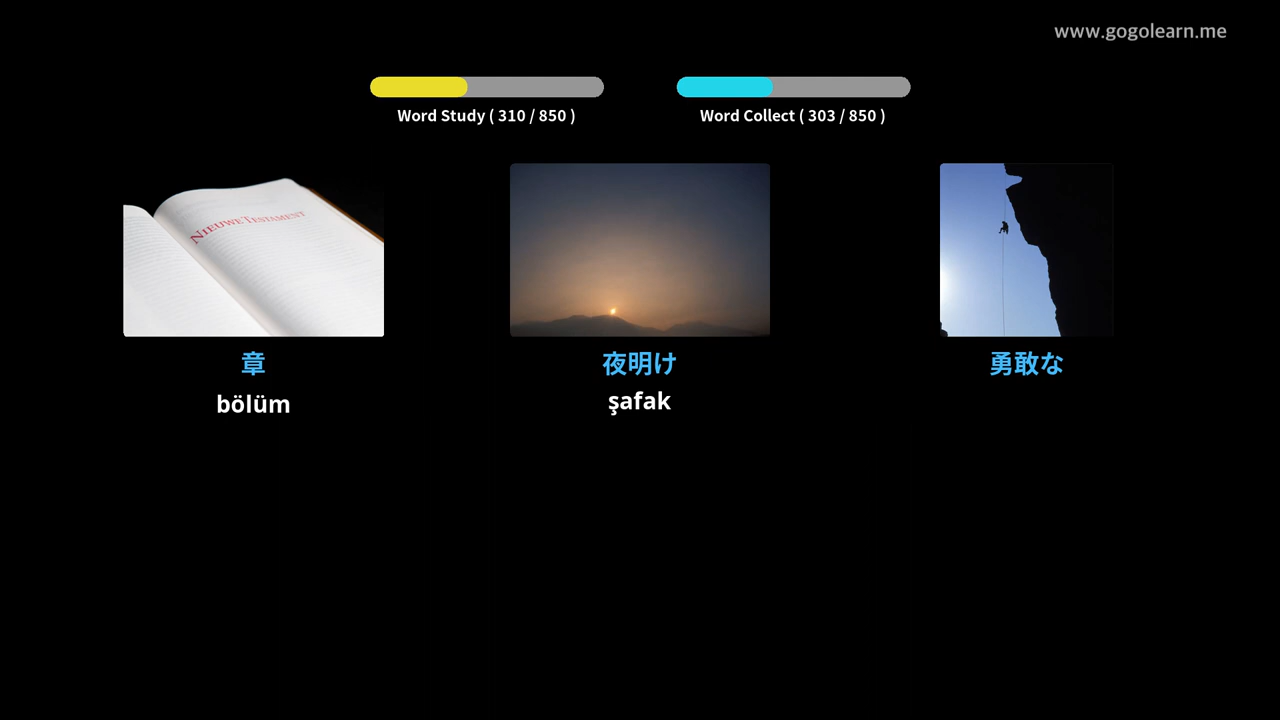 www.gogolearn.me
Word Study ( 310 / 850 )
Word Collect ( 303 / 850 )
NIEUWE TESTAMENT
章
夜明け
勇敢な
bölüm
şafak